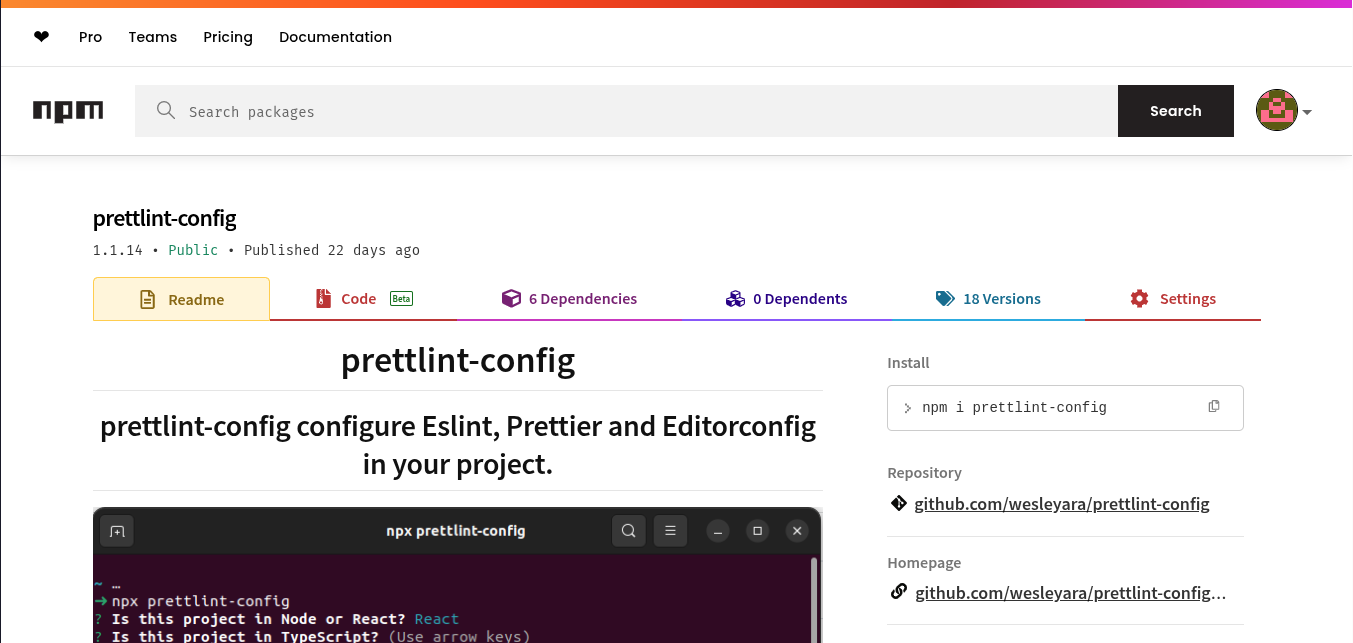 ❤ Pro Teams Pricing Documentation
npm Search packages Search
prettlint-config
1.1.14 • Public • Published 22 days ago
Readme Code Beta 6 Dependencies 0 Dependents 18 Versions Settings
prettlint-config
prettlint-config configure Eslint, Prettier and Editorconfig
in your project.
npx prettlint-config
~ …
➜ npx prettlint-config
? Is this project in Node or React? React
? Is this project in TypeScript? (Use arrow keys)
Install
> npm i prettlint-config
Repository
github.com/wesleyara/prettlint-config
Homepage
github.com/wesleyara/prettlint-config…